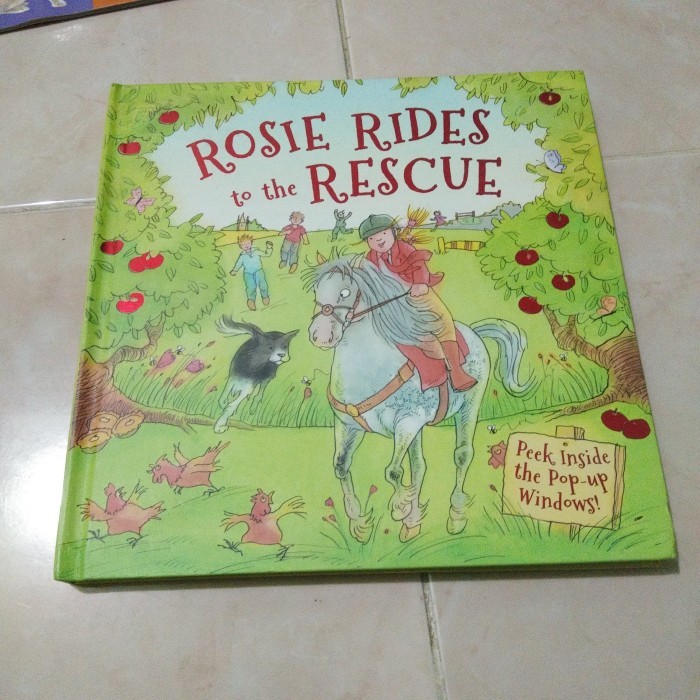 ROSIE RIDES
to the RESCUE
Peek Inside
the Pop-up
Windows!